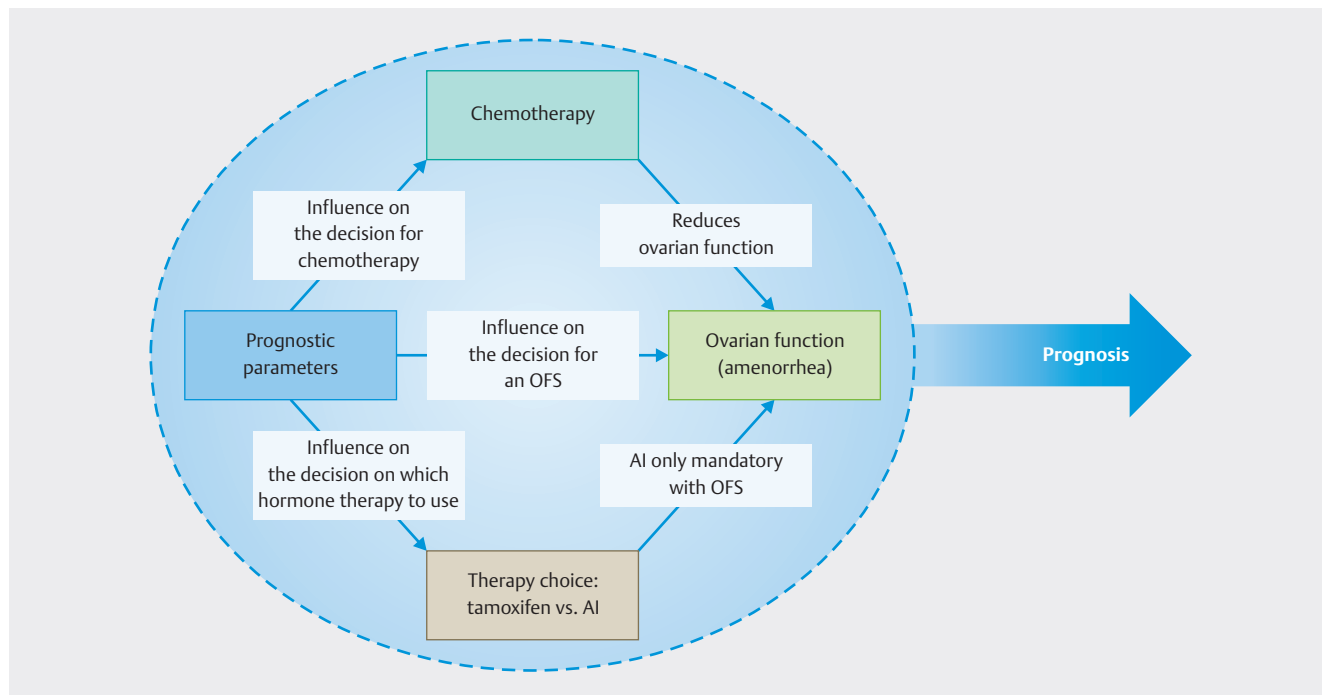 Chemotherapy
Influence on
the decision for
chemotherapy
Reduces
ovarian function
Prognostic
parameters
Influence on
the decision for
an OFS
Ovarian function
(amenorrhea)
Prognosis
Influence on
the decision on which
hormone therapy to use
AI only mandatory
with OFS
Therapy choice:
tamoxifen vs. AI